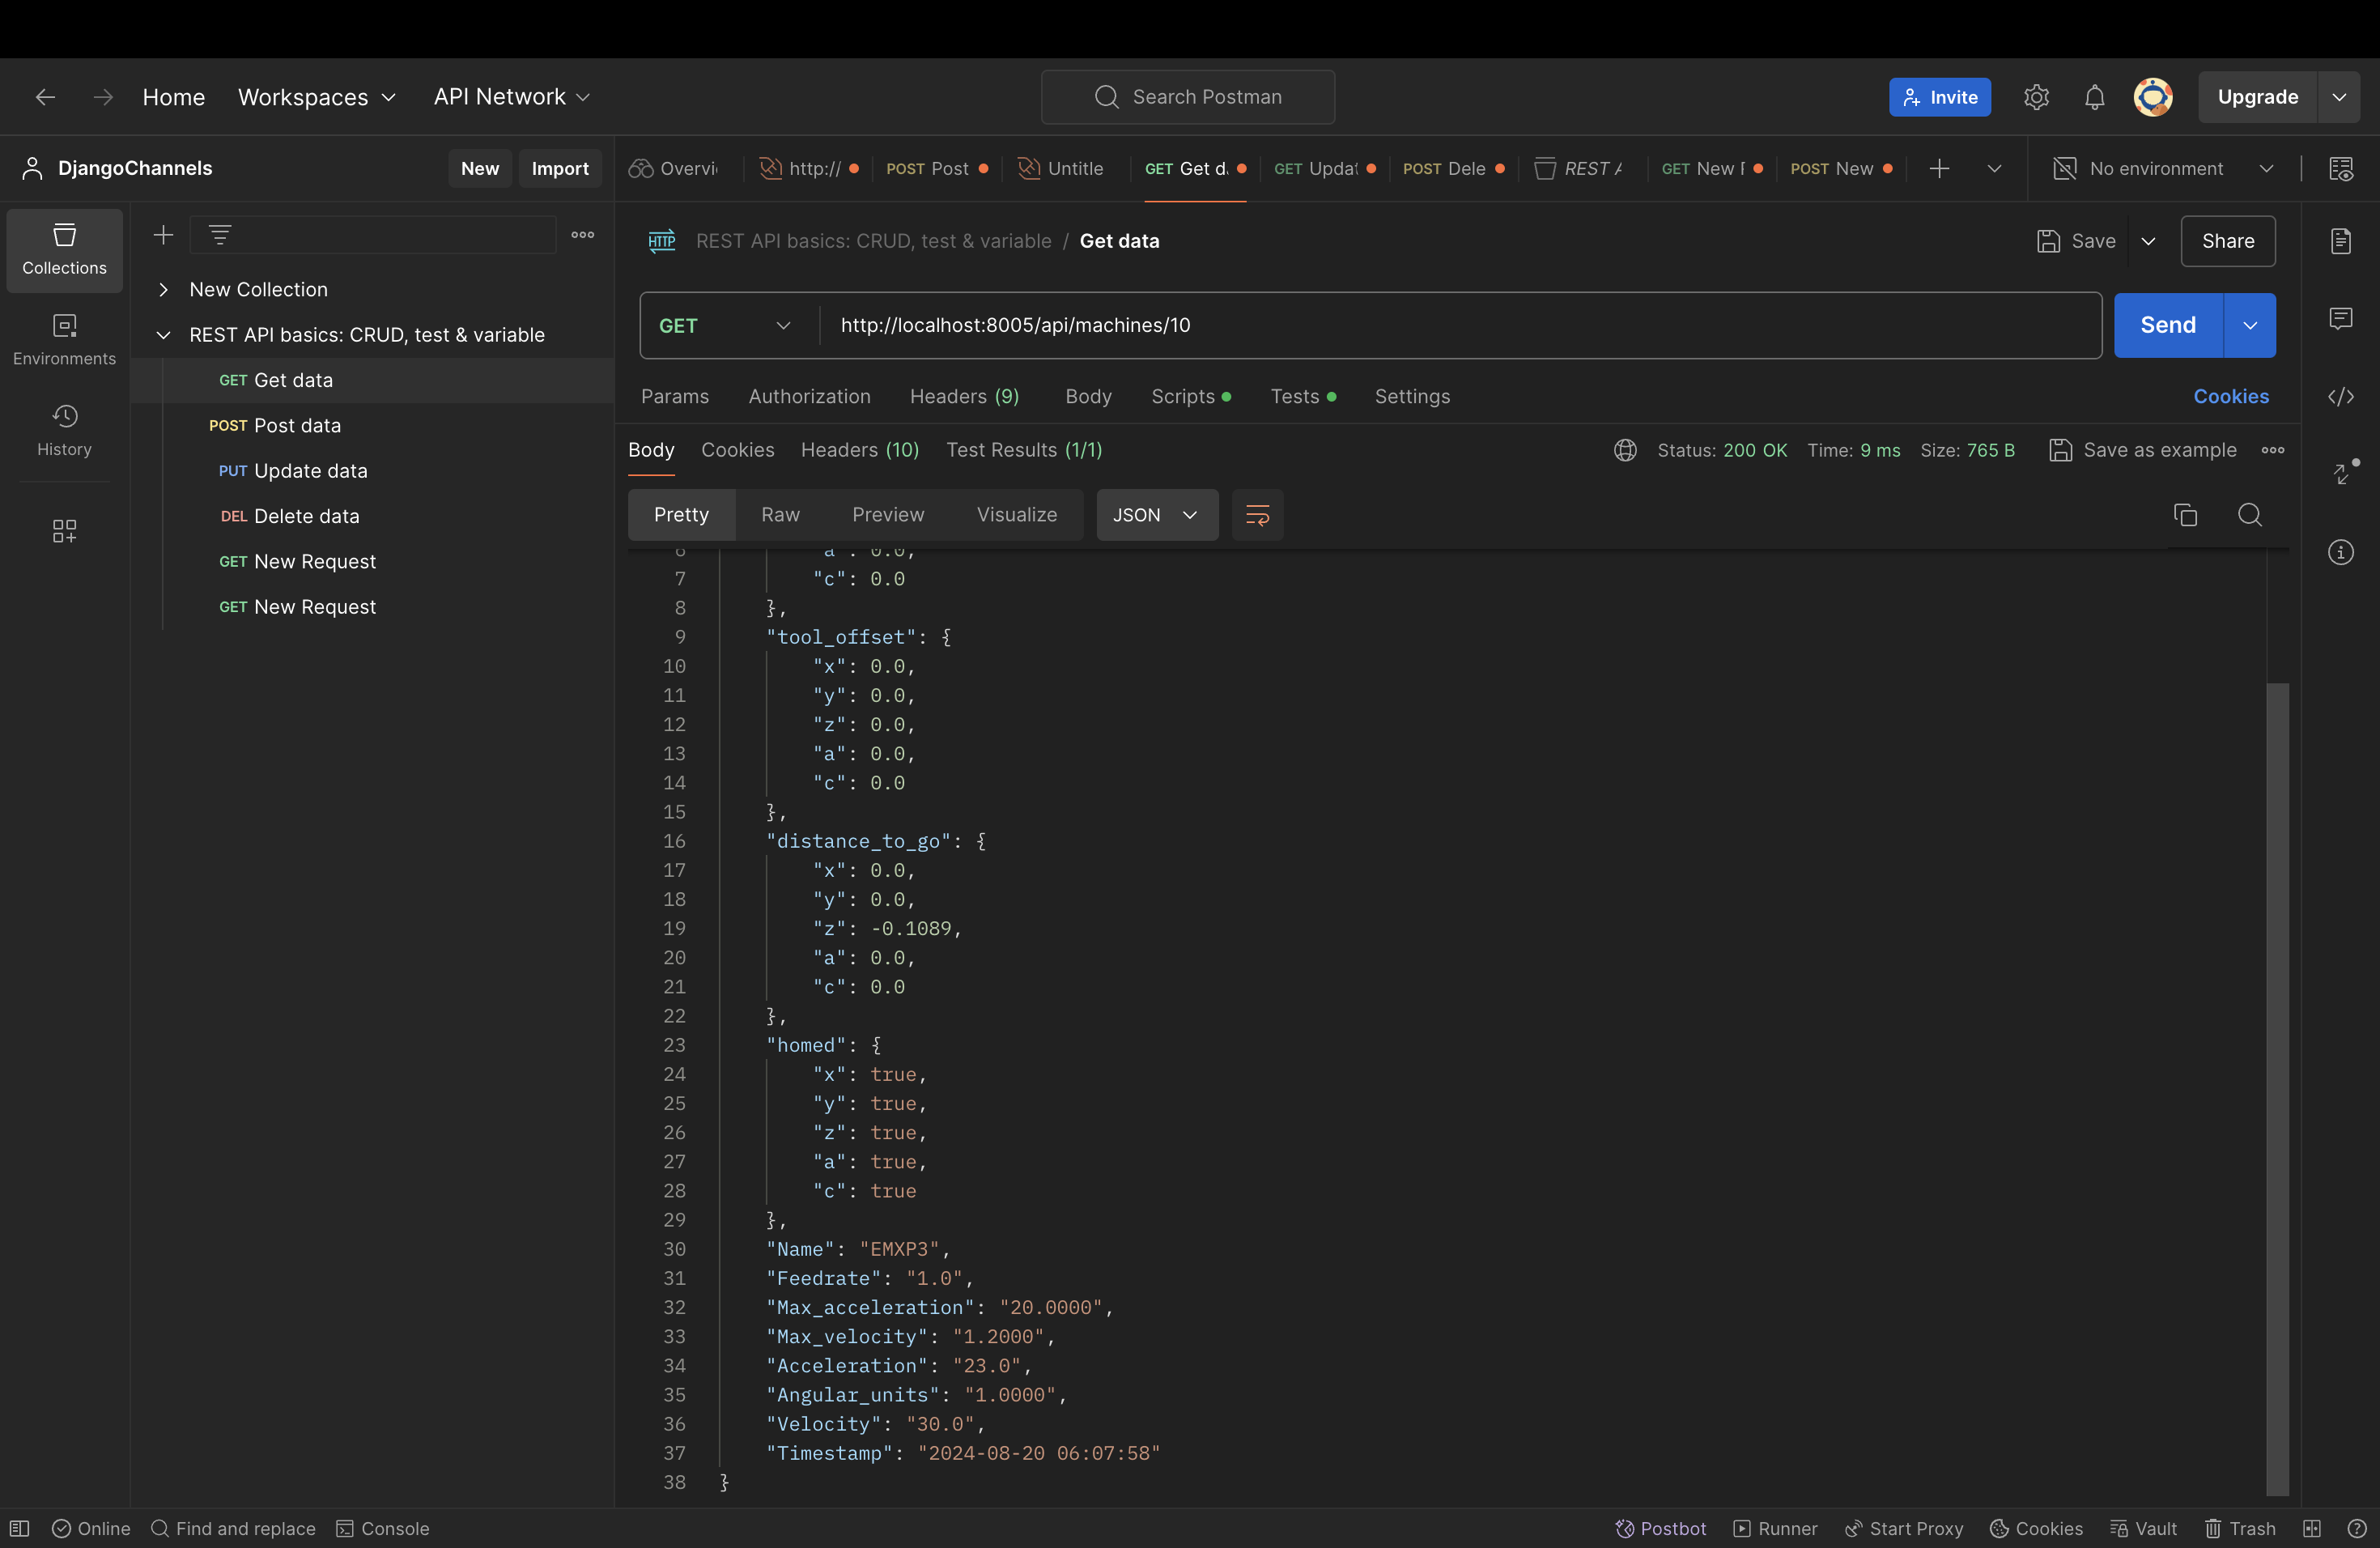 Home Workspaces API Network Search Postman Invite Upgrade
DjangoChannels New Import Overvi http:// POST Post Untitle GET Get d. GET Updat POST Dele REST A GET New POST New No environment
Collections
Environments
History
New Collection
REST API basics: CRUD, test & variable
GET Get data
POST Post data
PUT Update data
DEL Delete data
GET New Request
GET New Request
HTTP REST API basics: CRUD, test & variable / Get data Save Share
GET http://localhost:8005/api/machines/10 Send
Params Authorization Headers (9) Body Scripts Tests Settings Cookies
Body Cookies Headers (10) Test Results (1/1) Status: 200 OK Time: 9 ms Size: 765 B Save as example
Pretty Raw Preview Visualize JSON
6 "a": 0.0,
7 "c": 0.0
8 },
9 "tool_offset": {
10 "x": 0.0,
11 "y": 0.0,
12 "z": 0.0,
13 "a": 0.0,
14 "c": 0.0
15 },
16 "distance_to_go": {
17 "x": 0.0,
18 "y": 0.0,
19 "z": -0.1089,
20 "a": 0.0,
21 "c": 0.0
22 },
23 "homed": {
24 "x": true,
25 "y": true,
26 "z": true,
27 "a": true,
28 "c": true
29 },
30 "Name": "EMXP3",
31 "Feedrate": "1.0",
32 "Max_acceleration": "20.0000",
33 "Max_velocity": "1.2000",
34 "Acceleration": "23.0",
35 "Angular_units": "1.0000",
36 "Velocity": "30.0",
37 "Timestamp": "2024-08-20 06:07:58"
38 }
Online Find and replace Console Postbot Runner Start Proxy Cookies Vault Trash